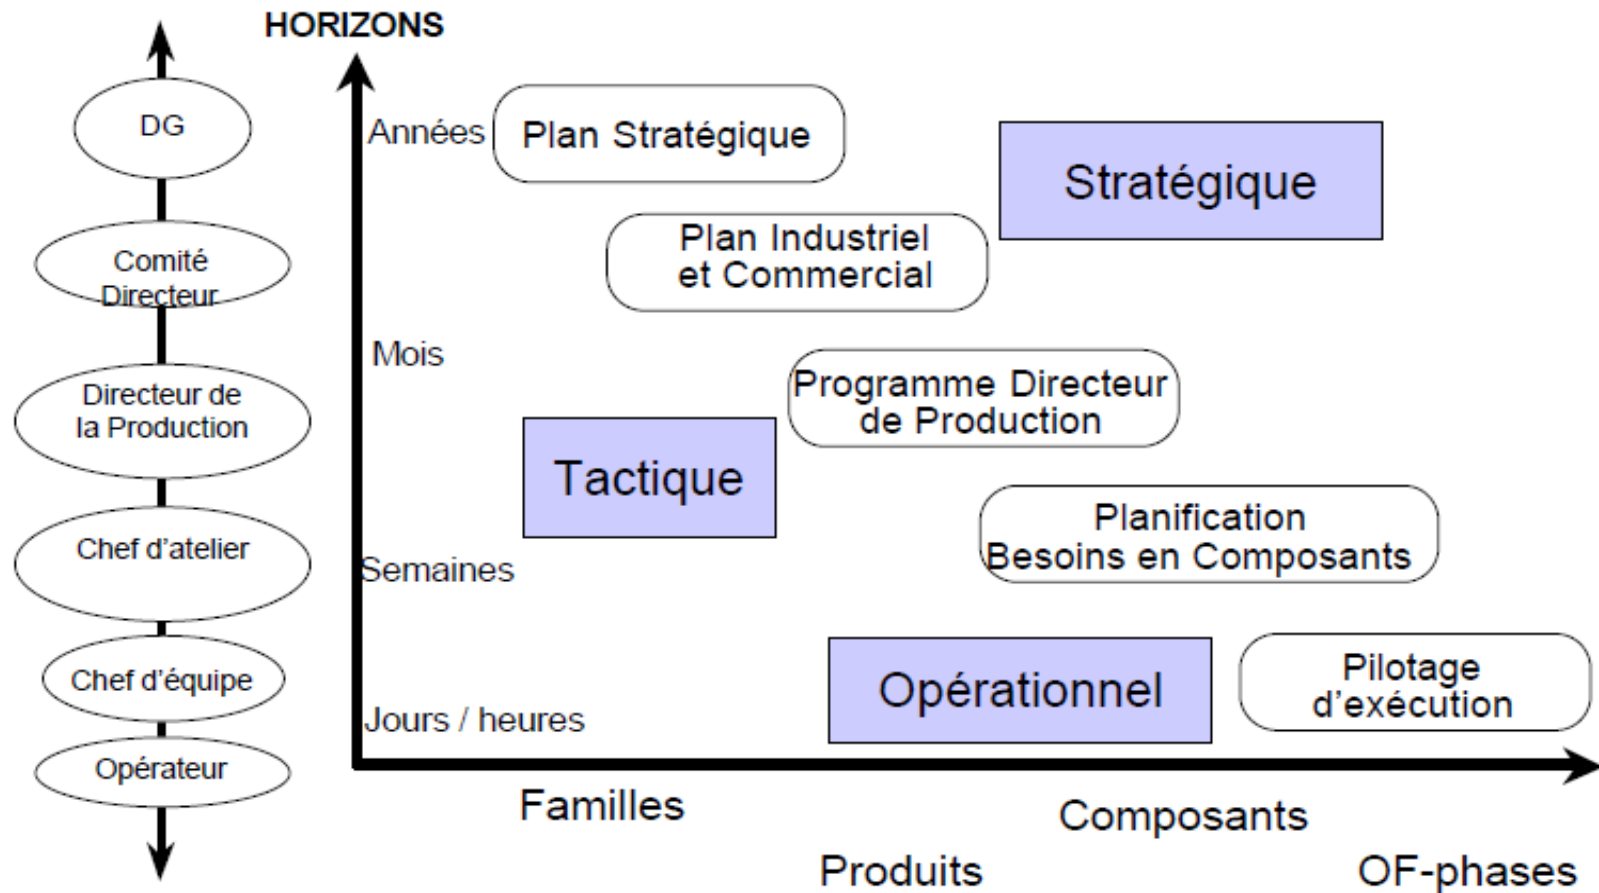 HORIZONS
DG
Années
Plan Stratégique
Stratégique
Comité
Directeur
Plan Industriel
et Commercial
Mois
Directeur de
la Production
Programme Directeur
de Production
Tactique
Chef d'atelier
Semaines
Planification
Besoins en Composants
Chef d'équipe
Jours / heures
Opérationnel
Pilotage
d'exécution
Opérateur
Familles
Composants
Produits
OF-phases